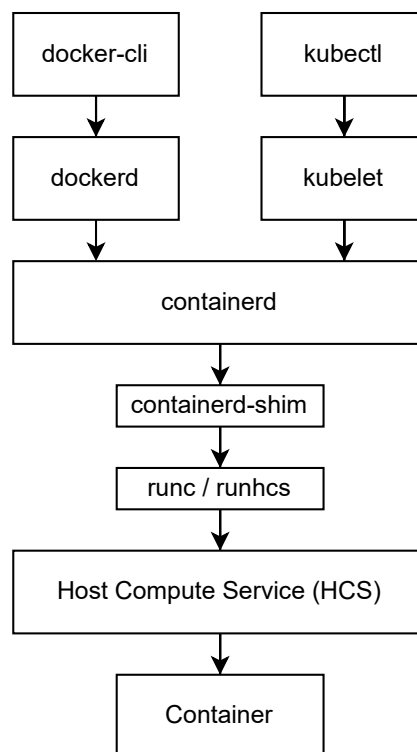 docker-cli
kubectl
dockerd
kubelet
containerd
containerd-shim
runc / runhcs
Host Compute Service (HCS)
Container